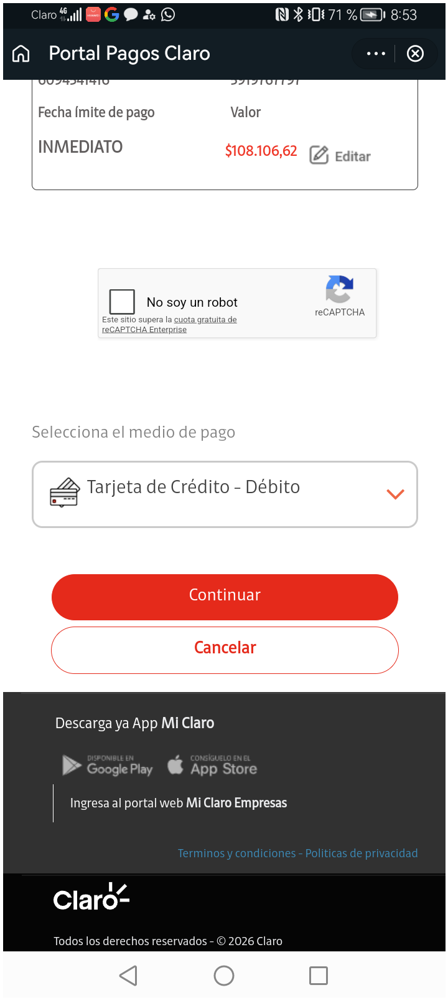 Claro 4G 71 % 8:53
Portal Pagos Claro
Fecha ímite de pago Valor
INMEDIATO $108.106,62 Editar
No soy un robot
Este sitio supera la cuota gratuita de
reCAPTCHA Enterprise
reCAPTCHA
Selecciona el medio de pago
Tarjeta de Crédito - Débito
Continuar
Cancelar
Descarga ya App Mi Claro
DISPONIBLE EN
Google Play
CONSÍGUELO EN EL
App Store
Ingresa al portal web Mi Claro Empresas
Terminos y condiciones - Politicas de privacidad
Claro
Todos los derechos reservados - © 2026 Claro